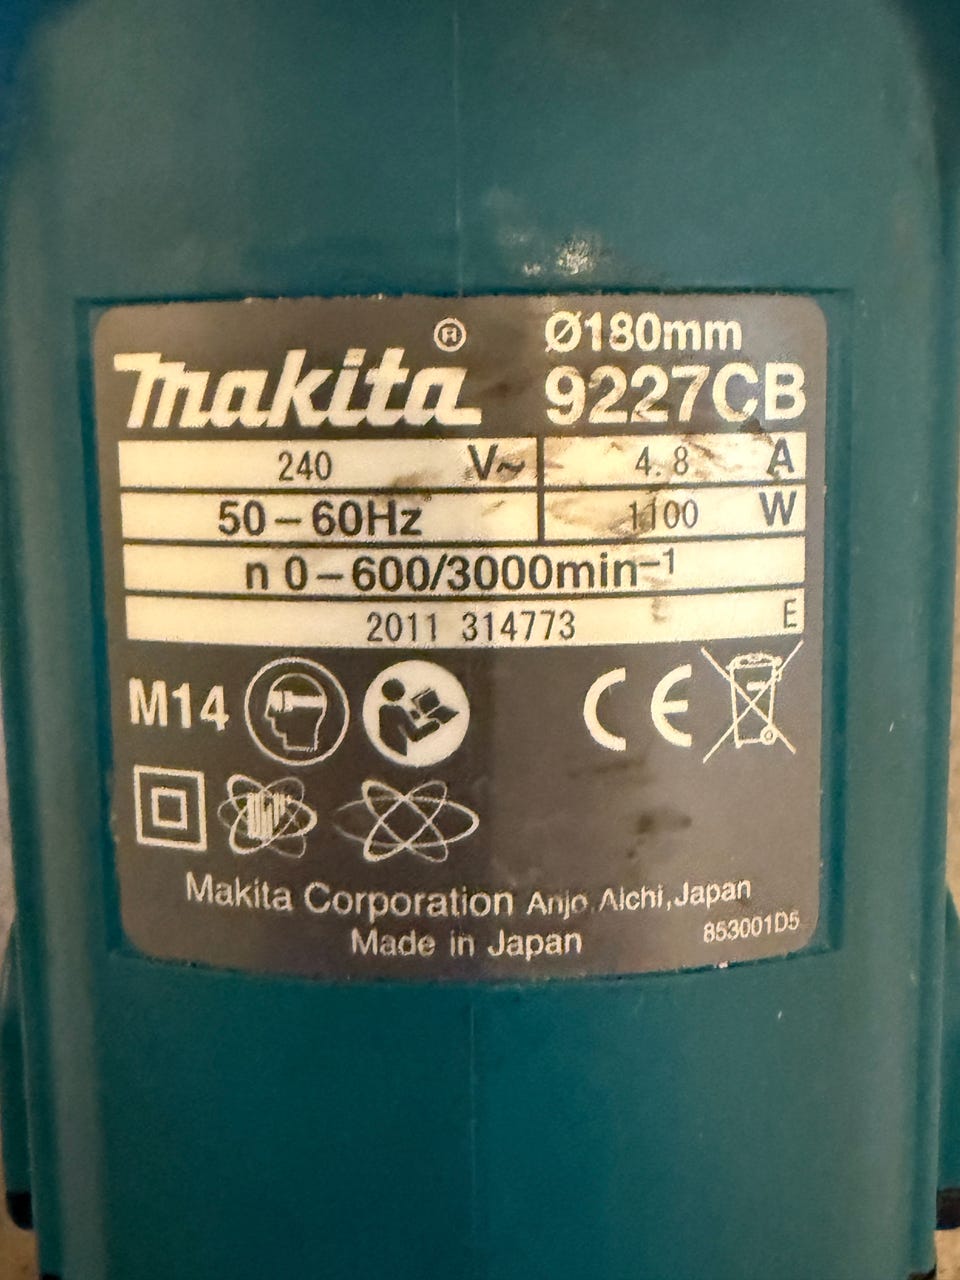 makita®
Ø180mm
9227CB
240 V~
4.8 A
50-60Hz
1100 W
n 0-600/3000min⁻¹
2011 314773 E
M14
CE
Makita Corporation Anjo, Aichi, Japan
Made in Japan
853001D5